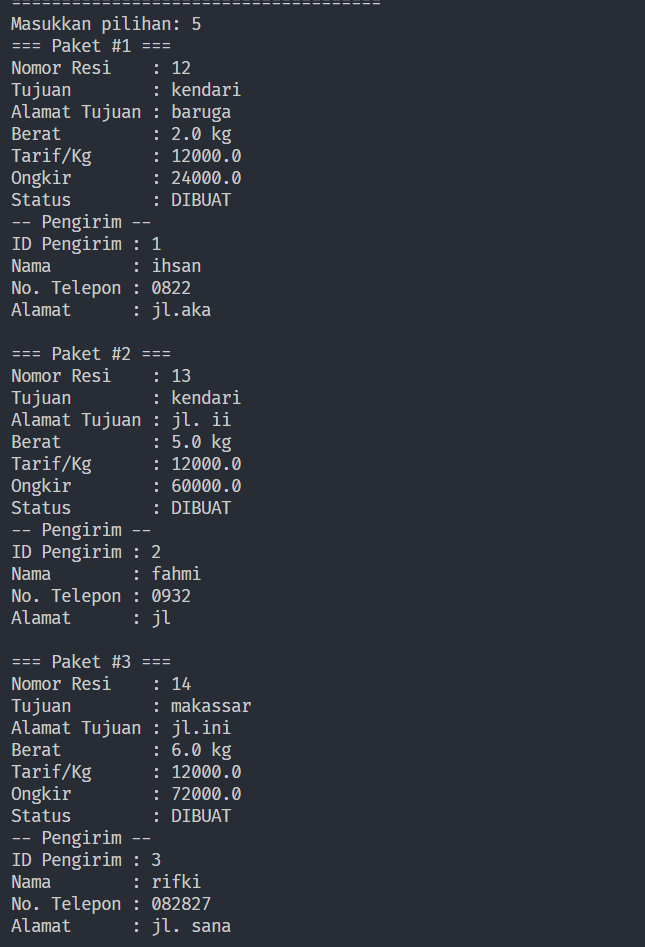 =====================================
Masukkan pilihan: 5
=== Paket #1 ===
Nomor Resi    : 12
Tujuan        : kendari
Alamat Tujuan : baruga
Berat         : 2.0 kg
Tarif/Kg      : 12000.0
Ongkir        : 24000.0
Status        : DIBUAT
-- Pengirim --
ID Pengirim : 1
Nama        : ihsan
No. Telepon : 0822
Alamat      : jl.aka

=== Paket #2 ===
Nomor Resi    : 13
Tujuan        : kendari
Alamat Tujuan : jl. ii
Berat         : 5.0 kg
Tarif/Kg      : 12000.0
Ongkir        : 60000.0
Status        : DIBUAT
-- Pengirim --
ID Pengirim : 2
Nama        : fahmi
No. Telepon : 0932
Alamat      : jl

=== Paket #3 ===
Nomor Resi    : 14
Tujuan        : makassar
Alamat Tujuan : jl.ini
Berat         : 6.0 kg
Tarif/Kg      : 12000.0
Ongkir        : 72000.0
Status        : DIBUAT
-- Pengirim --
ID Pengirim : 3
Nama        : rifki
No. Telepon : 082827
Alamat      : jl. sana